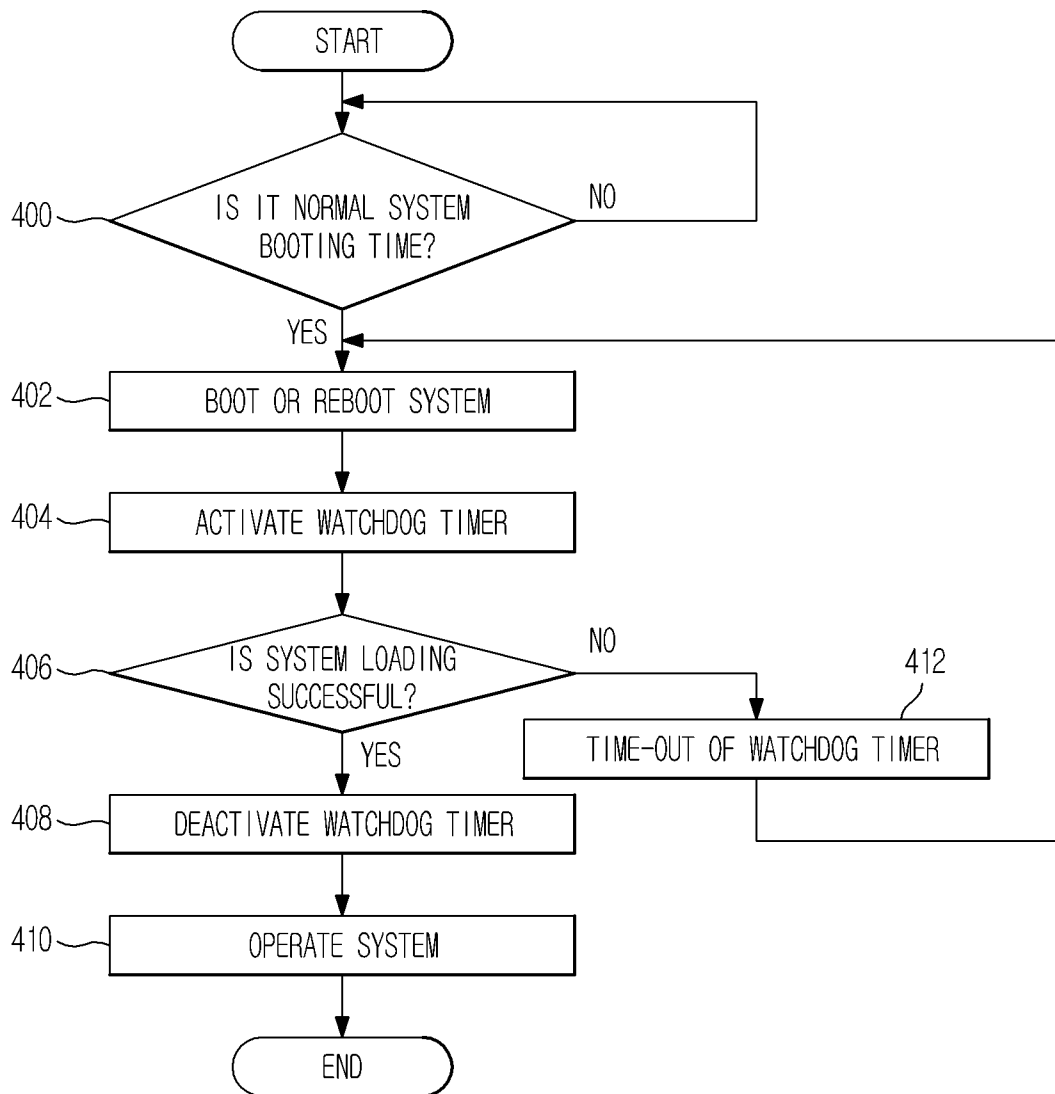 START
400
IS IT NORMAL SYSTEM
BOOTING TIME?
NO
YES
402
BOOT OR REBOOT SYSTEM
404
ACTIVATE WATCHDOG TIMER
406
IS SYSTEM LOADING
SUCCESSFUL?
NO
412
TIME-OUT OF WATCHDOG TIMER
YES
408
DEACTIVATE WATCHDOG TIMER
410
OPERATE SYSTEM
END